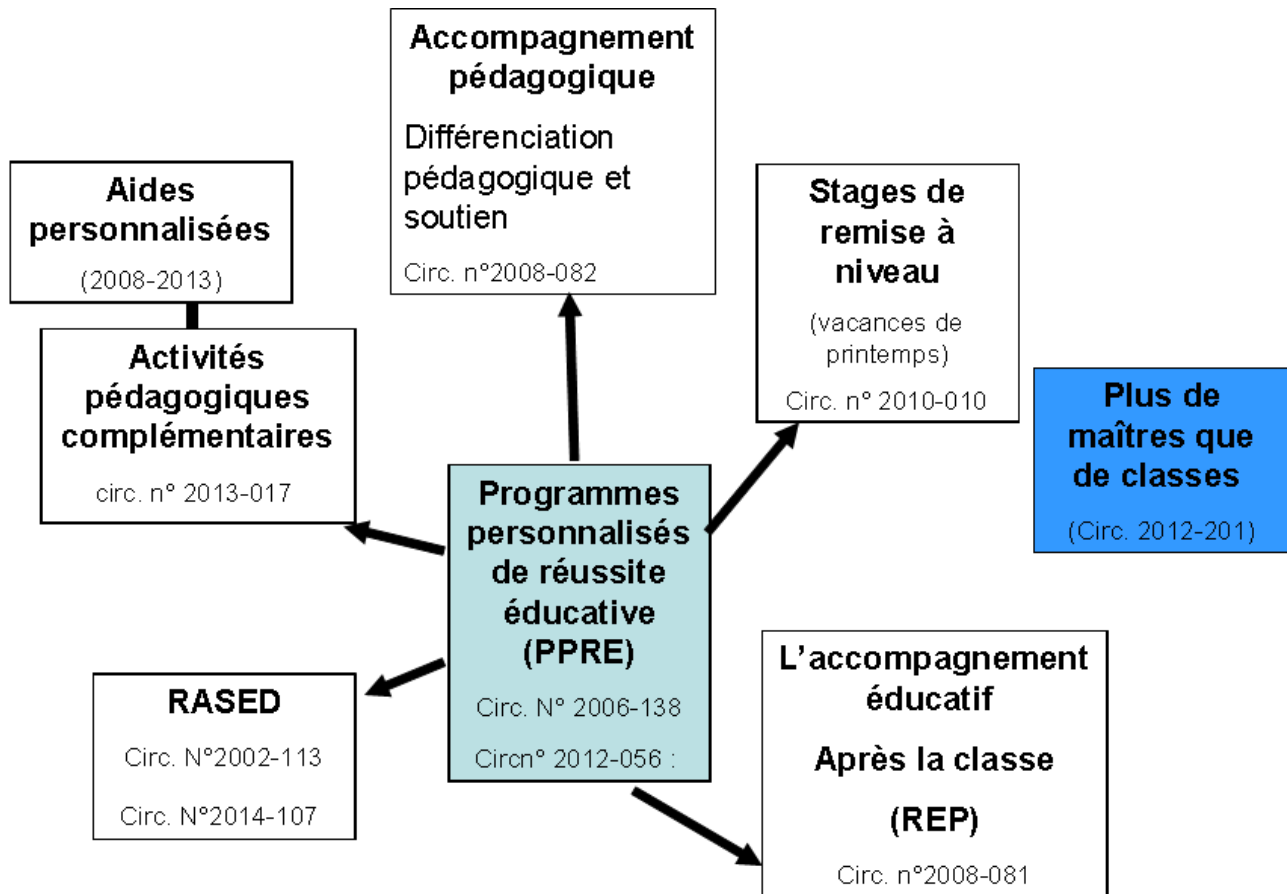 Accompagnement
pédagogique
Différenciation
pédagogique et
soutien
Circ. n°2008-082
Aides
personnalisées
(2008-2013)
Activités
pédagogiques
complémentaires
circ. n° 2013-017
Stages de
remise à
niveau
(vacances de
printemps)
Circ. n° 2010-010
Plus de
maîtres que
de classes
(Circ. 2012-201)
Programmes
personnalisés
de réussite
éducative
(PPRE)
Circ. N° 2006-138
Circn° 2012-056 :
RASED
Circ. N°2002-113
Circ. N°2014-107
L'accompagnement
éducatif
Après la classe
(REP)
Circ. n°2008-081